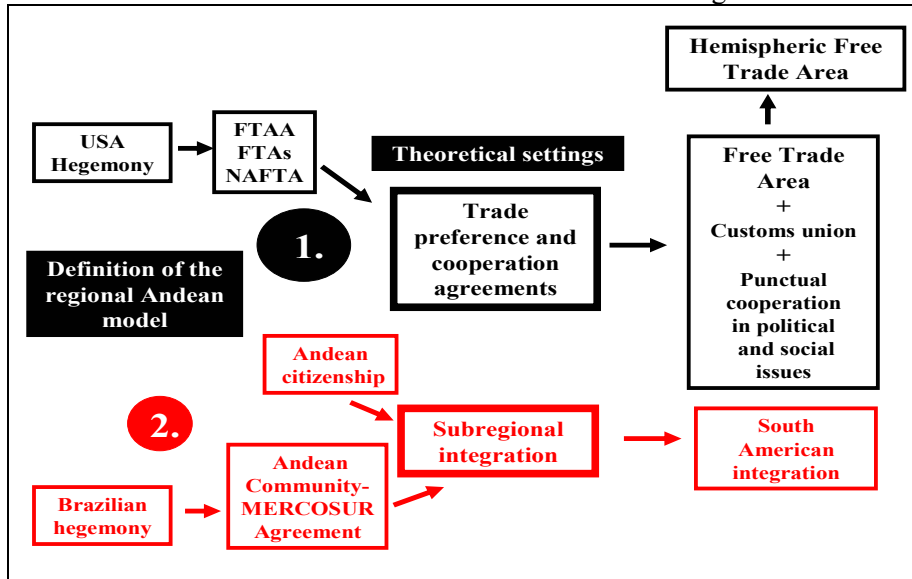 Hemispheric Free
Trade Area
USA
Hegemony
FTAA
FTAs
NAFTA
Theoretical settings
Free Trade
Area
+
Customs union
+
Punctual
cooperation
in political
and social
issues
1.
Trade
preference and
cooperation
agreements
Definition of the
regional Andean
model
Andean
citizenship
2.
Subregional
integration
South
American
integration
Brazilian
hegemony
Andean
Community-
MERCOSUR
Agreement